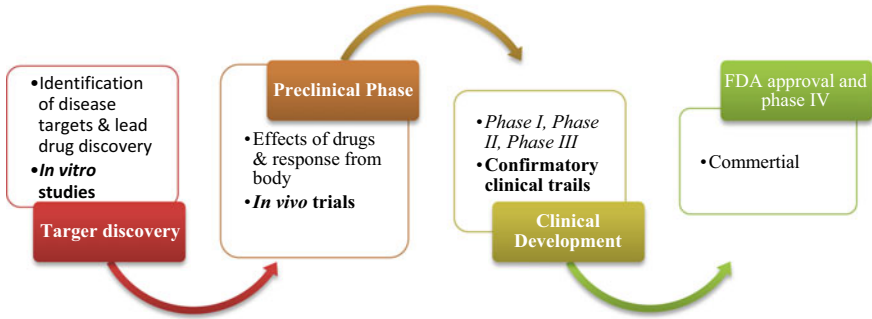 •Identification
of disease
targets & lead
drug discovery
•In vitro
studies
Targer discovery
Preclinical Phase
•Effects of drugs
& response from
body
•In vivo trials
•Phase I, Phase
II, Phase III
•Confirmatory
clinical trails
Clinical
Development
FDA approval and
phase IV
•Commertial